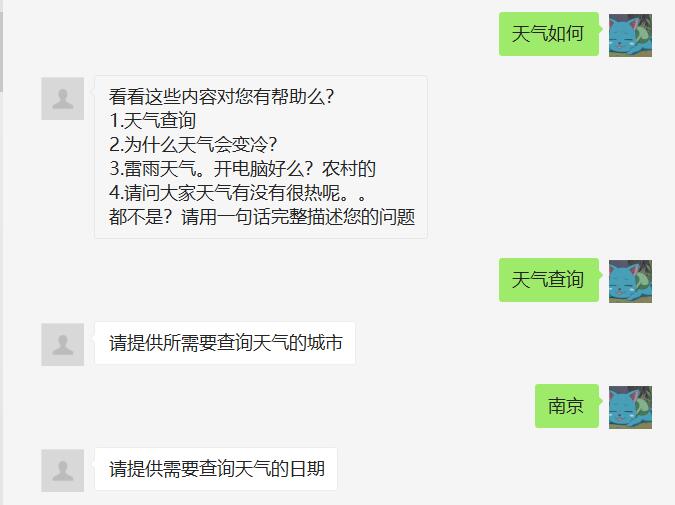 天气如何
看看这些内容对您有帮助么?
1.天气查询
2.为什么天气会变冷?
3.雷雨天气。开电脑好么？农村的
4.请问大家天气有没有很热呢。。
都不是？请用一句话完整描述您的问题
天气查询
请提供所需要查询天气的城市
南京
请提供需要查询天气的日期